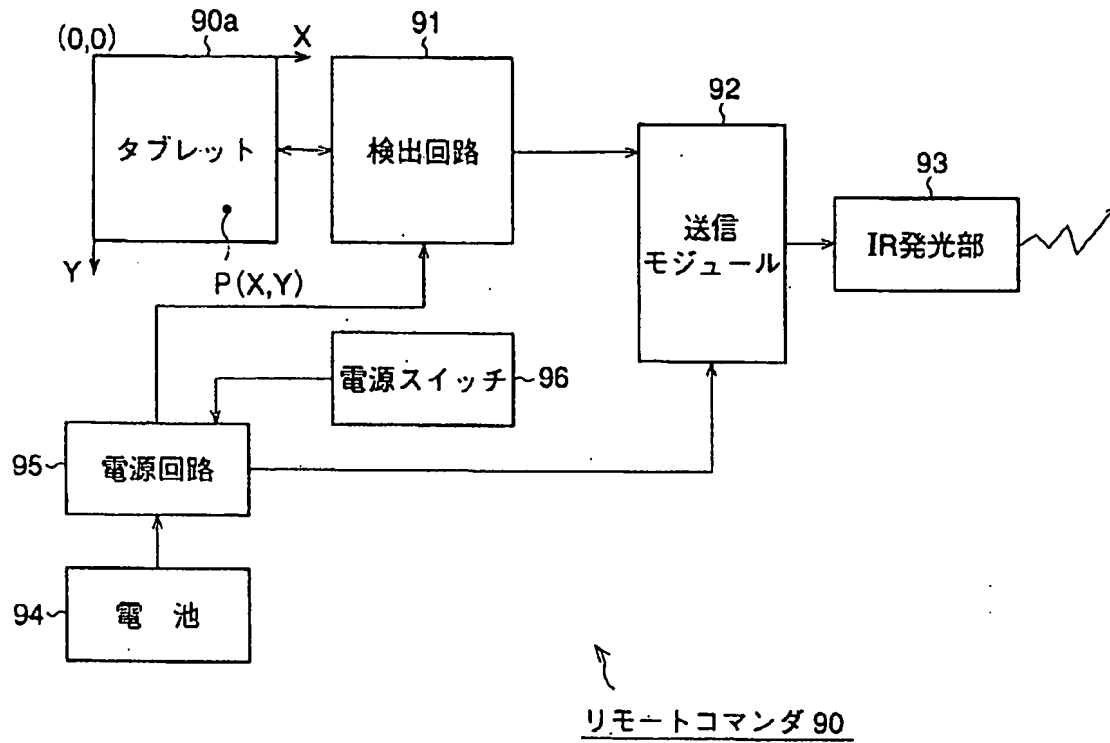 (0,0)
90a
X
91
92
93
タブレット
検出回路
送信
モジュール
IR発光部
Y
P(X,Y)
電源スイッチ
96
95
電源回路
94
電 池
リモートコマンダ 90